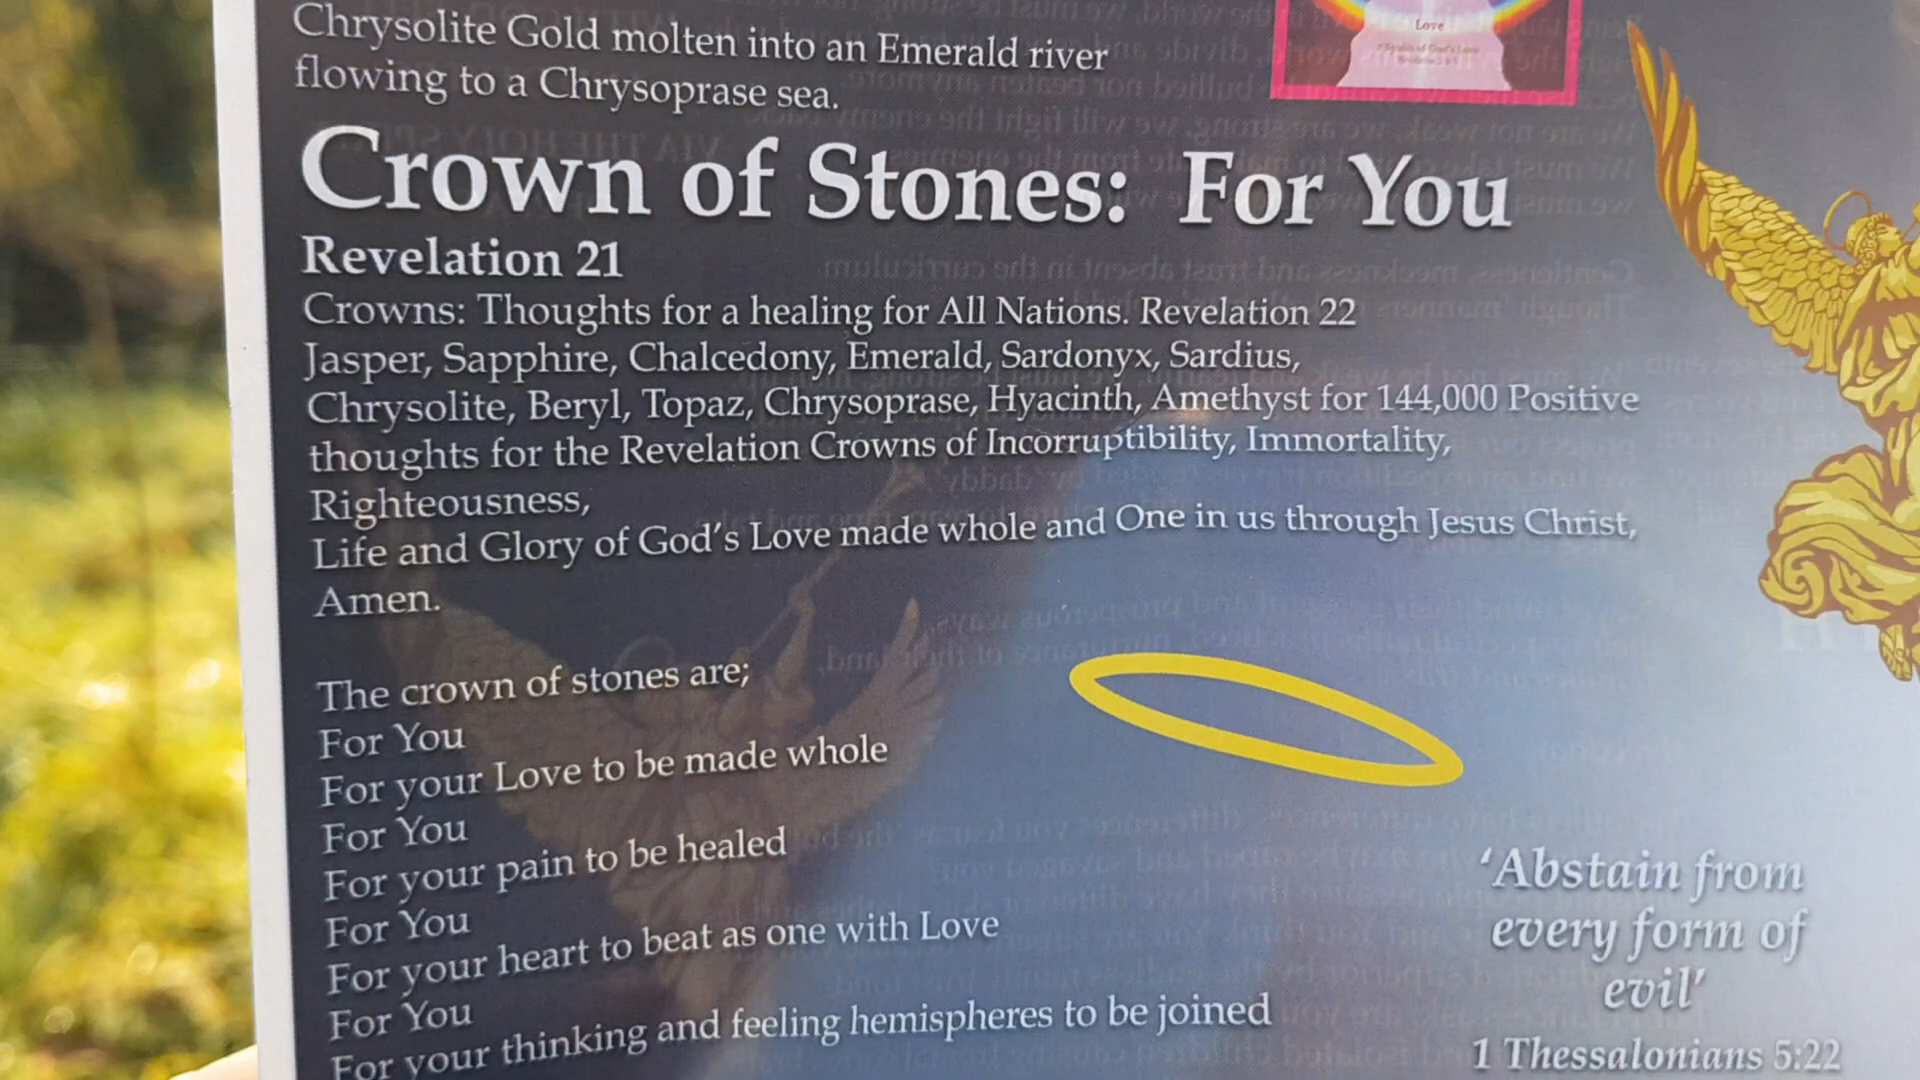 Chrysolite Gold molten into an Emerald river
flowing to a Chrysoprase sea.
Love
Crown of Stones: For You
Revelation 21
Crowns: Thoughts for a healing for All Nations. Revelation 22
Jasper, Sapphire, Chalcedony, Emerald, Sardonyx, Sardius,
Chrysolite, Beryl, Topaz, Chrysoprase, Hyacinth, Amethyst for 144,000 Positive
thoughts for the Revelation Crowns of Incorruptibility, Immortality,
Righteousness,
Life and Glory of God's Love made whole and One in us through Jesus Christ,
Amen.
The crown of stones are;
For You
For your Love to be made whole
For You
For your pain to be healed
For You
For your heart to beat as one with Love
For You
For your thinking and feeling hemispheres to be joined
'Abstain from
every form of
evil'
1 Thessalonians 5:22